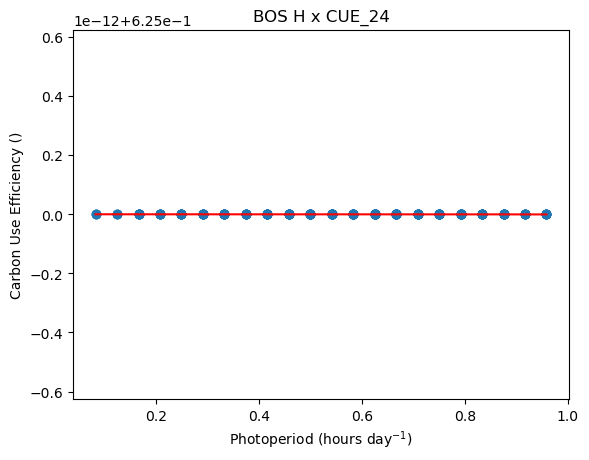 BOS H x CUE_24
1e-12+6.25e-1
0.6
0.4
0.2
0.0
−0.2
−0.4
−0.6
Carbon Use Efficiency ()
0.2 0.4 0.6 0.8 1.0
Photoperiod (hours day⁻¹)